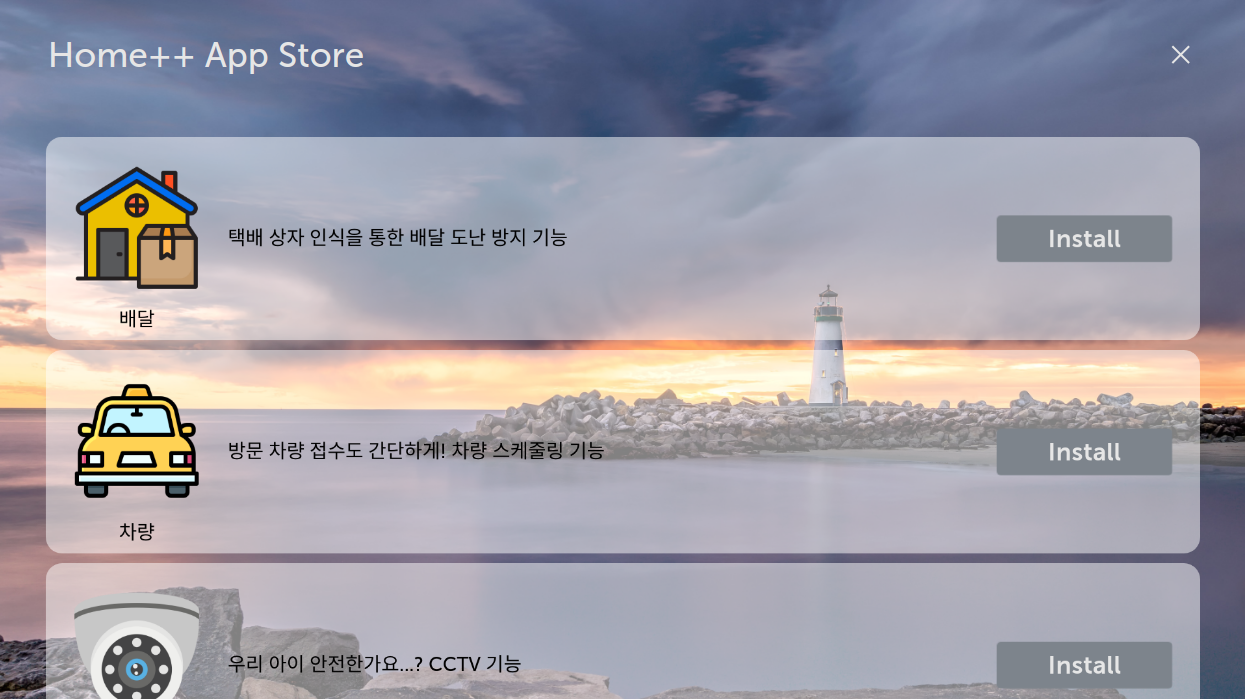 Home++ App Store
택배 상자 인식을 통한 배달 도난 방지 기능
Install
배달
방문 차량 접수도 간단하게! 차량 스케줄링 기능
Install
차량
우리 아이 안전한가요...? CCTV 기능
Install